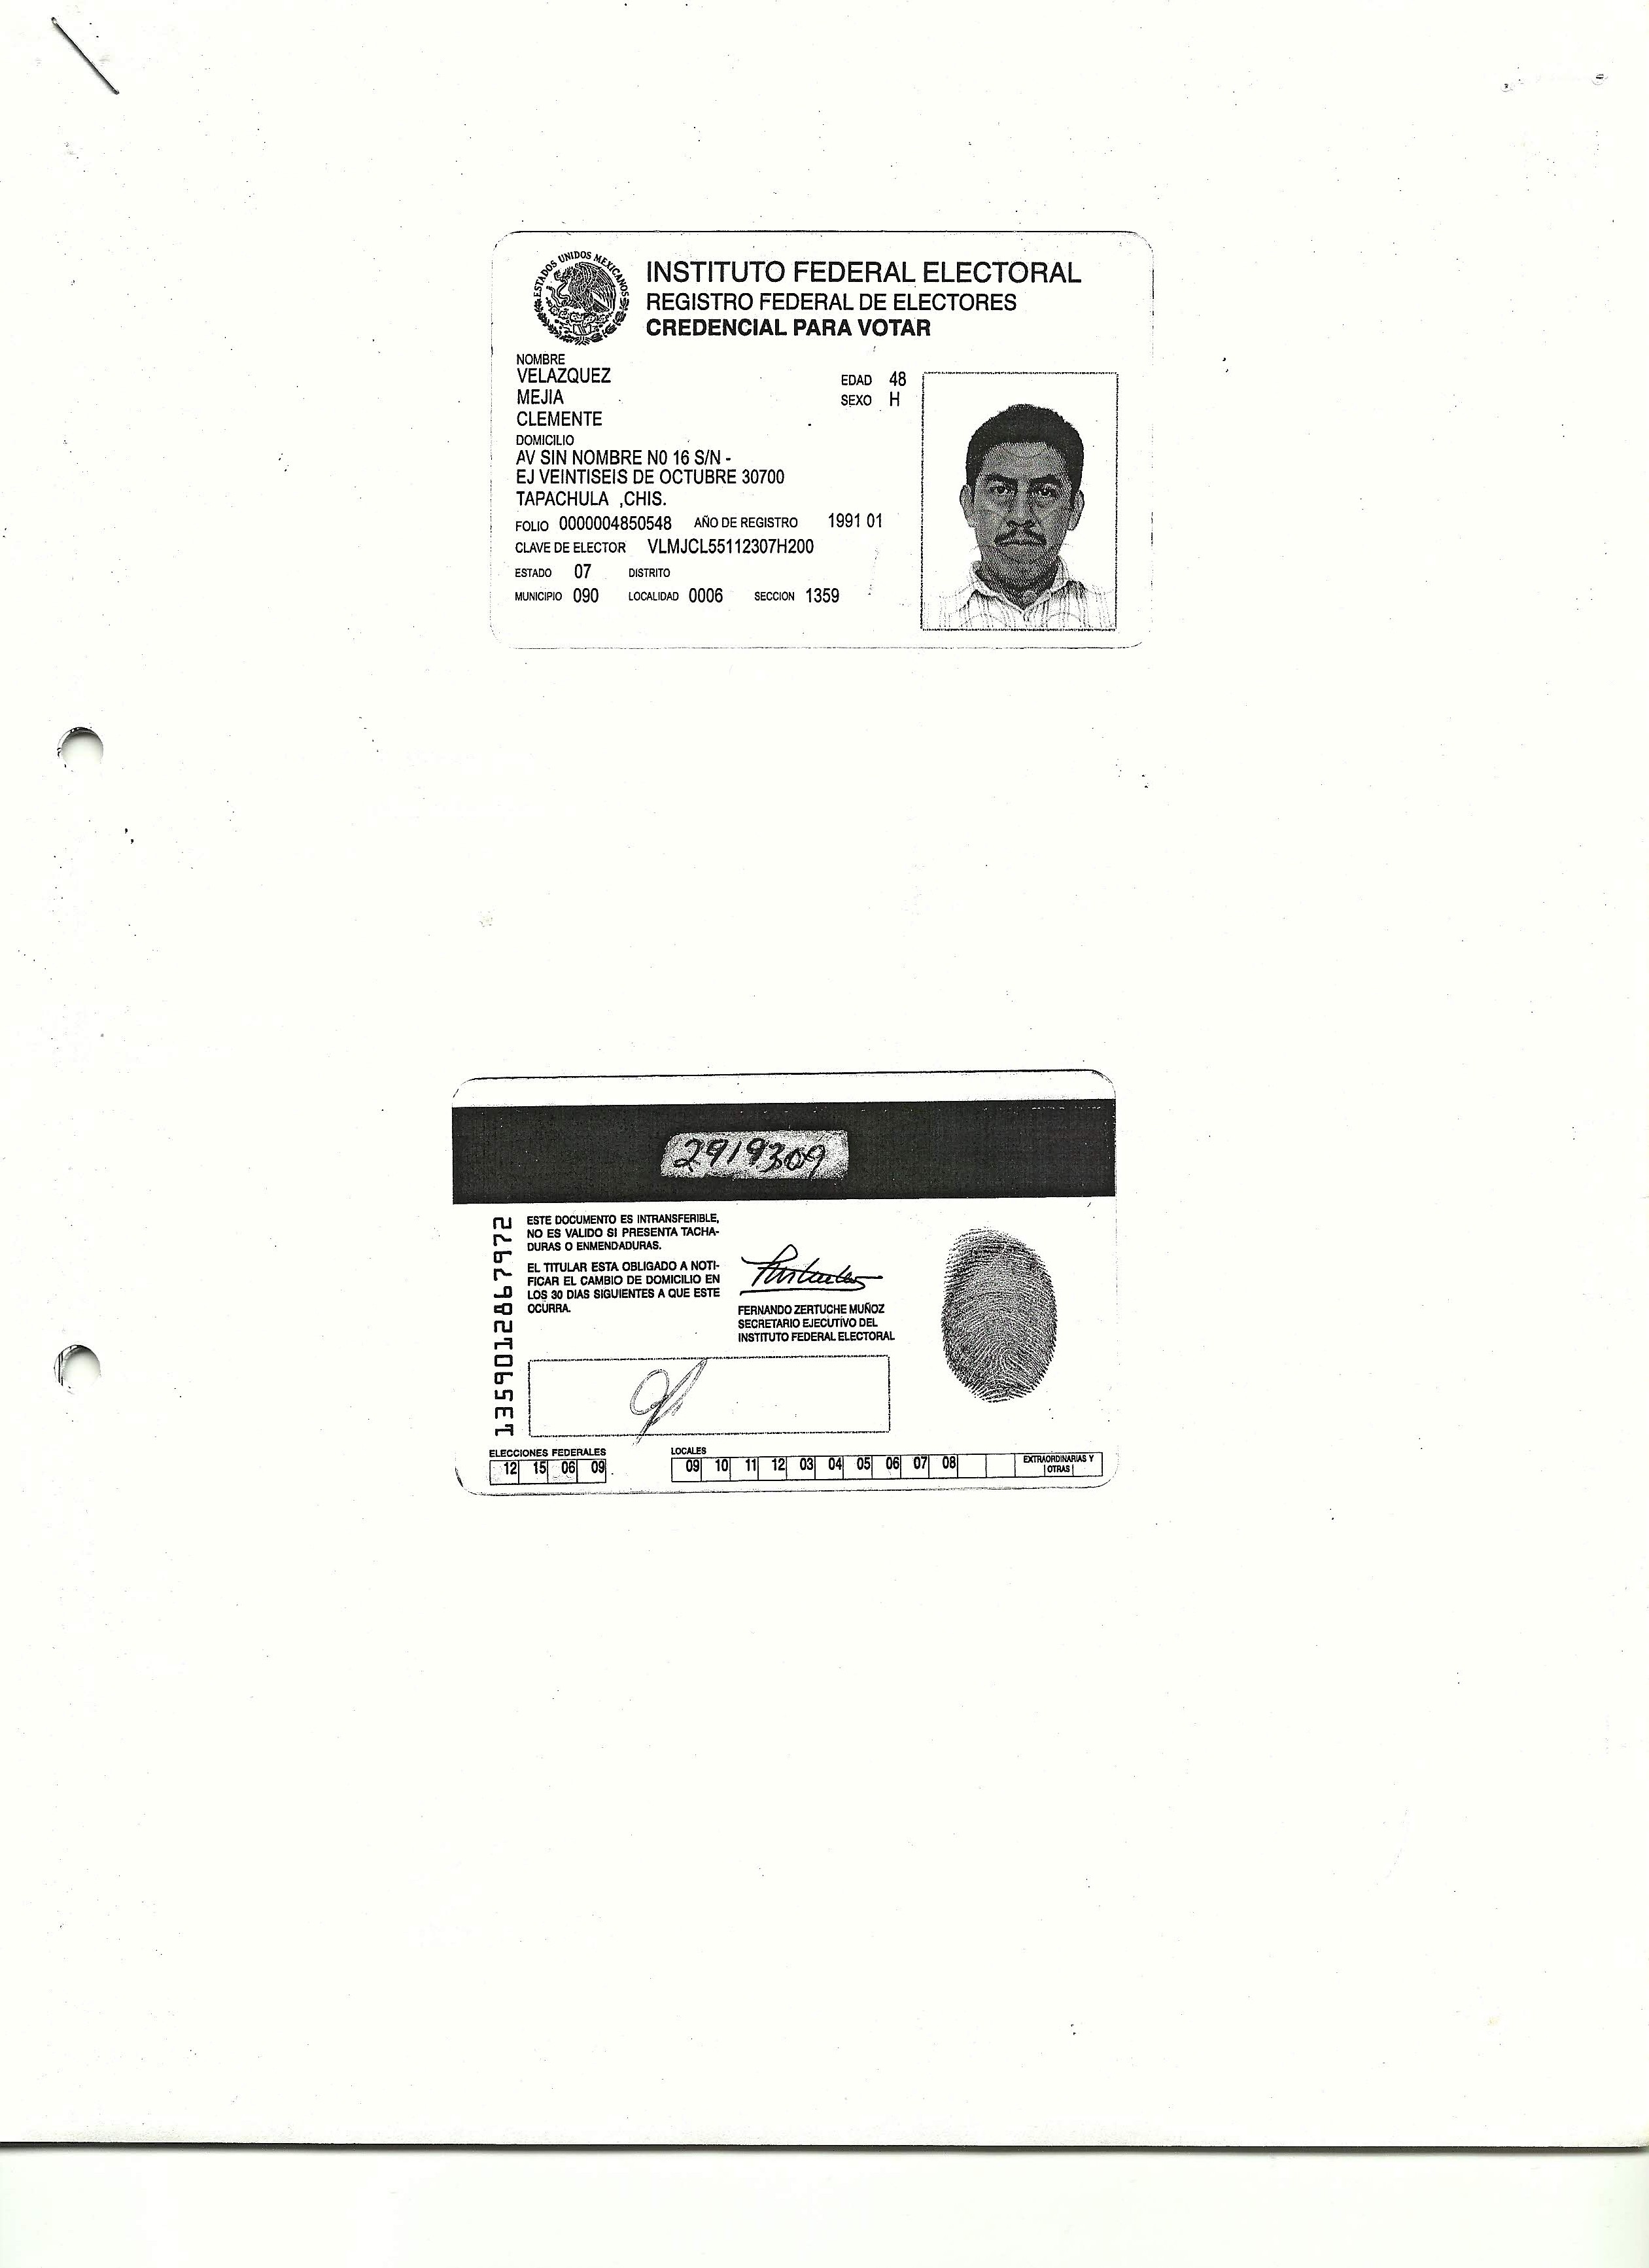 ESTADOS UNIDOS MEXICANOS
INSTITUTO FEDERAL ELECTORAL
REGISTRO FEDERAL DE ELECTORES
CREDENCIAL PARA VOTAR
NOMBRE
VELAZQUEZ
EDAD 48
MEJIA
SEXO H
CLEMENTE
DOMICILIO
AV SIN NOMBRE N0 16 S/N -
EJ VEINTISEIS DE OCTUBRE 30700
TAPACHULA ,CHIS.
FOLIO 0000004850548 AÑO DE REGISTRO 1991 01
CLAVE DE ELECTOR VLMJCL55112307H200
ESTADO 07 DISTRITO
MUNICIPIO 090 LOCALIDAD 0006 SECCION 1359
2919309
1359012867972
ESTE DOCUMENTO ES INTRANSFERIBLE,
NO ES VALIDO SI PRESENTA TACHA-
DURAS O ENMENDADURAS.
EL TITULAR ESTA OBLIGADO A NOTI-
FICAR EL CAMBIO DE DOMICILIO EN
LOS 30 DIAS SIGUIENTES A QUE ESTE
OCURRA.
FERNANDO ZERTUCHE MUÑOZ
SECRETARIO EJECUTIVO DEL
INSTITUTO FEDERAL ELECTORAL
ELECCIONES FEDERALES
12 15 06 09
LOCALES
09 10 11 12 03 04 05 06 07 08
EXTRAORDINARIAS Y
OTRAS